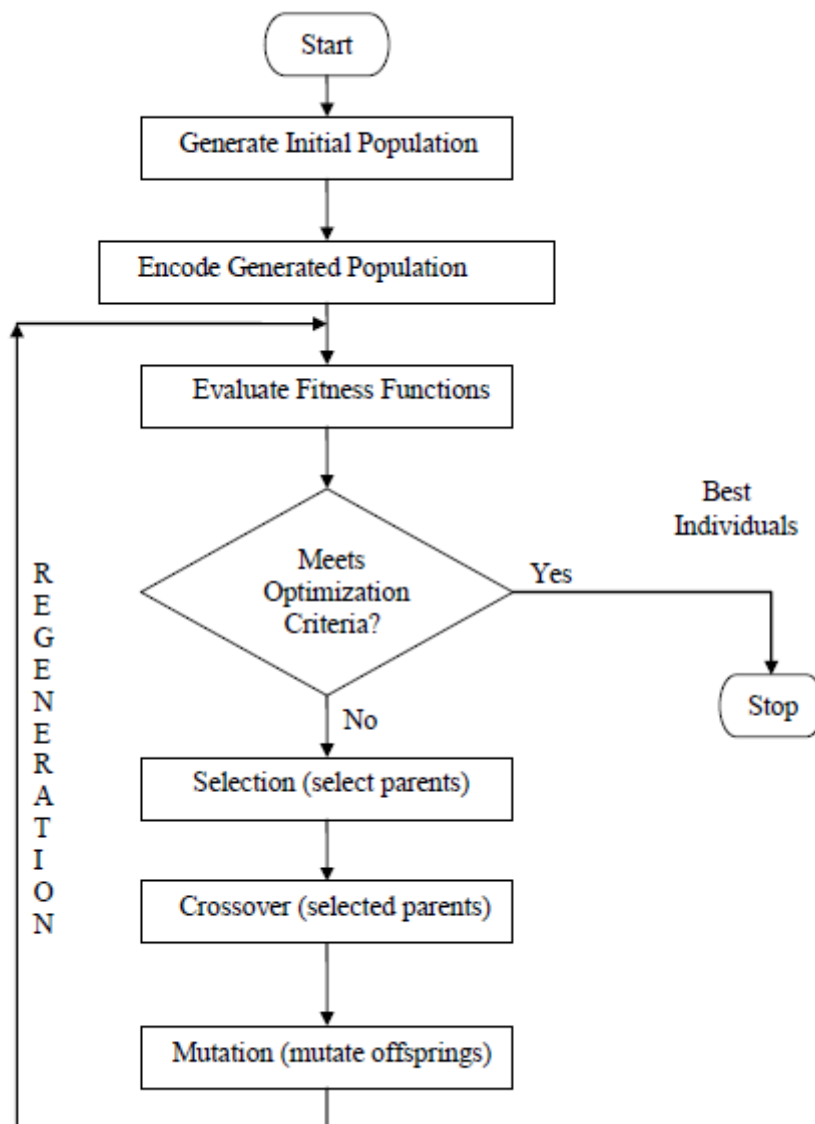 Start
Generate Initial Population
Encode Generated Population
Evaluate Fitness Functions
Best
Individuals
Meets
Optimization
Criteria?
Yes
No
Stop
Selection (select parents)
Crossover (selected parents)
Mutation (mutate offsprings)
R
E
G
E
N
E
R
A
T
I
O
N